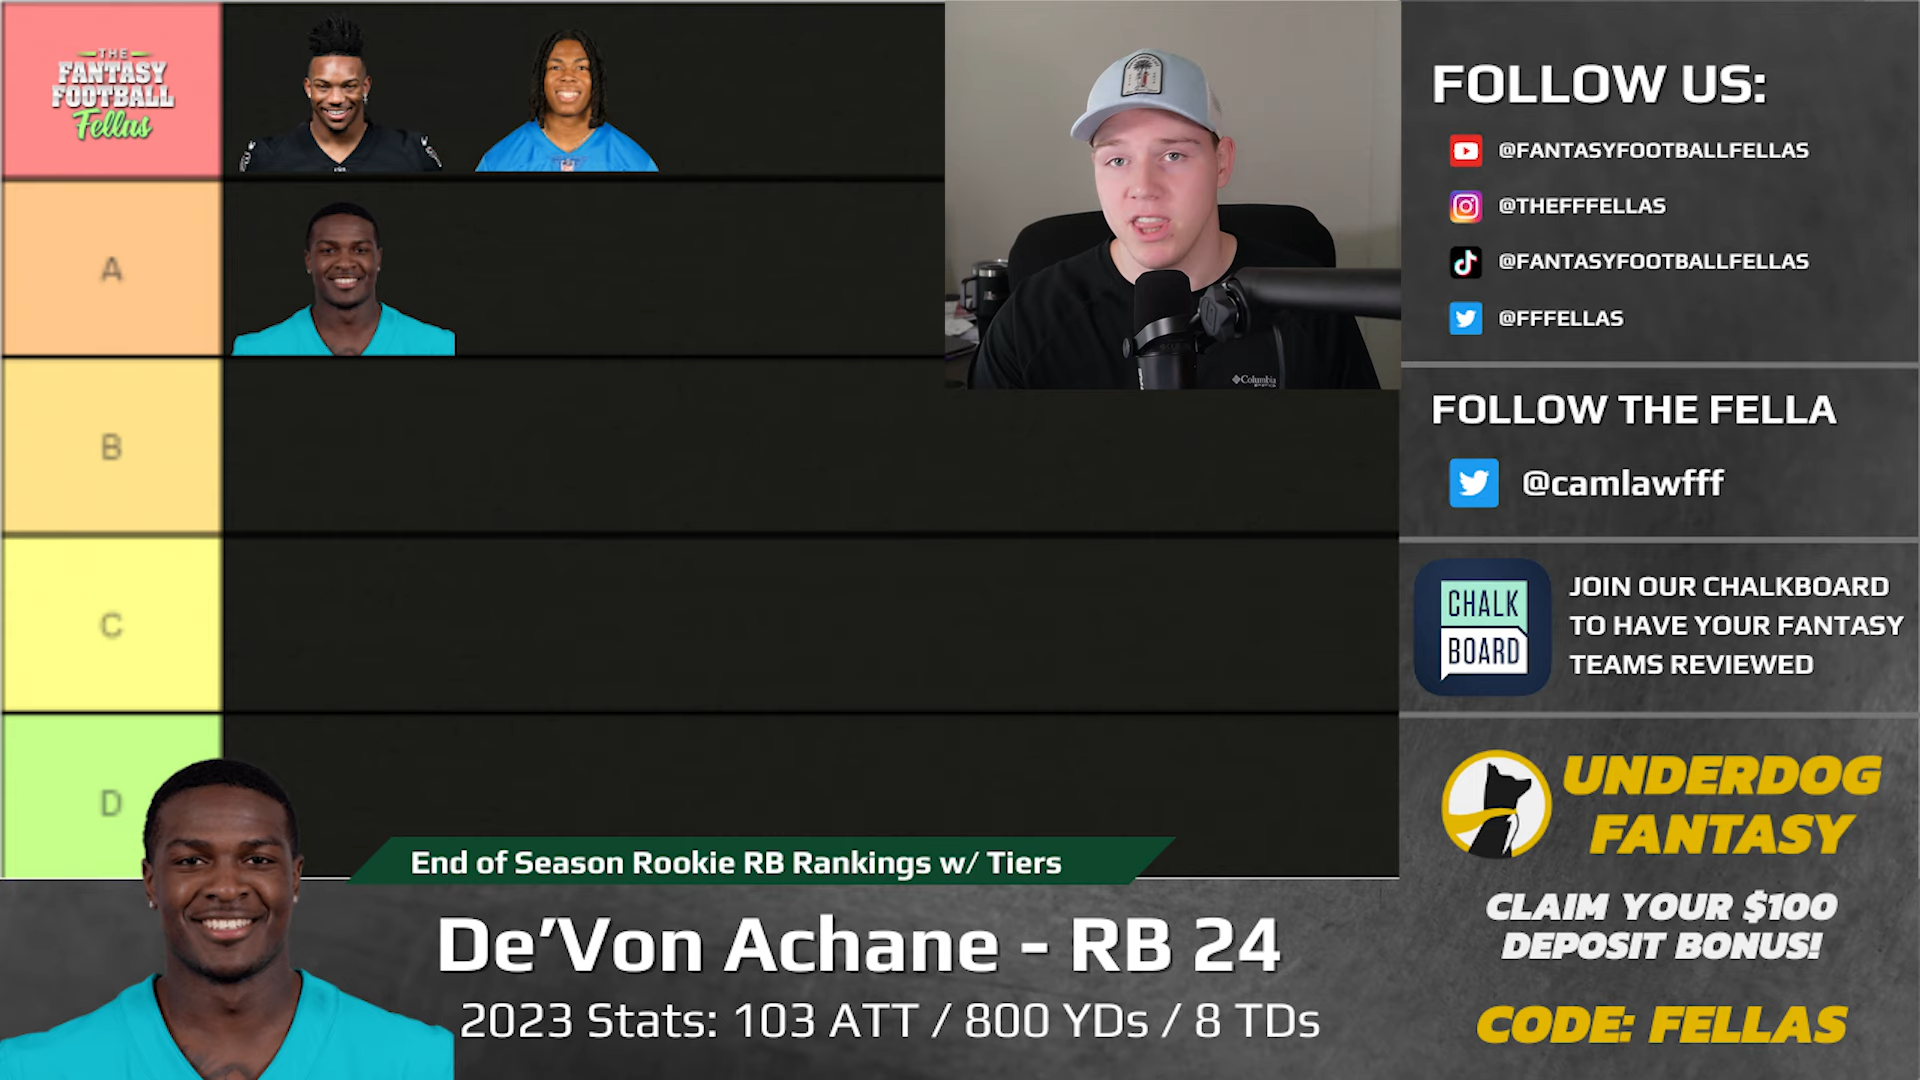 THE
FANTASY
FOOTBALL
Fellas
A
B
C
D
Columbia
FOLLOW US:
@FANTASYFOOTBALLFELLAS
@THEFFFELLAS
@FANTASYFOOTBALLFELLAS
@FFFELLAS
FOLLOW THE FELLA
@camlawfff
CHALK
BOARD
JOIN OUR CHALKBOARD
TO HAVE YOUR FANTASY
TEAMS REVIEWED
UNDERDOG
FANTASY
CLAIM YOUR $100
DEPOSIT BONUS!
CODE: FELLAS
End of Season Rookie RB Rankings w/ Tiers
De’Von Achane - RB 24
2023 Stats: 103 ATT / 800 YDs / 8 TDs